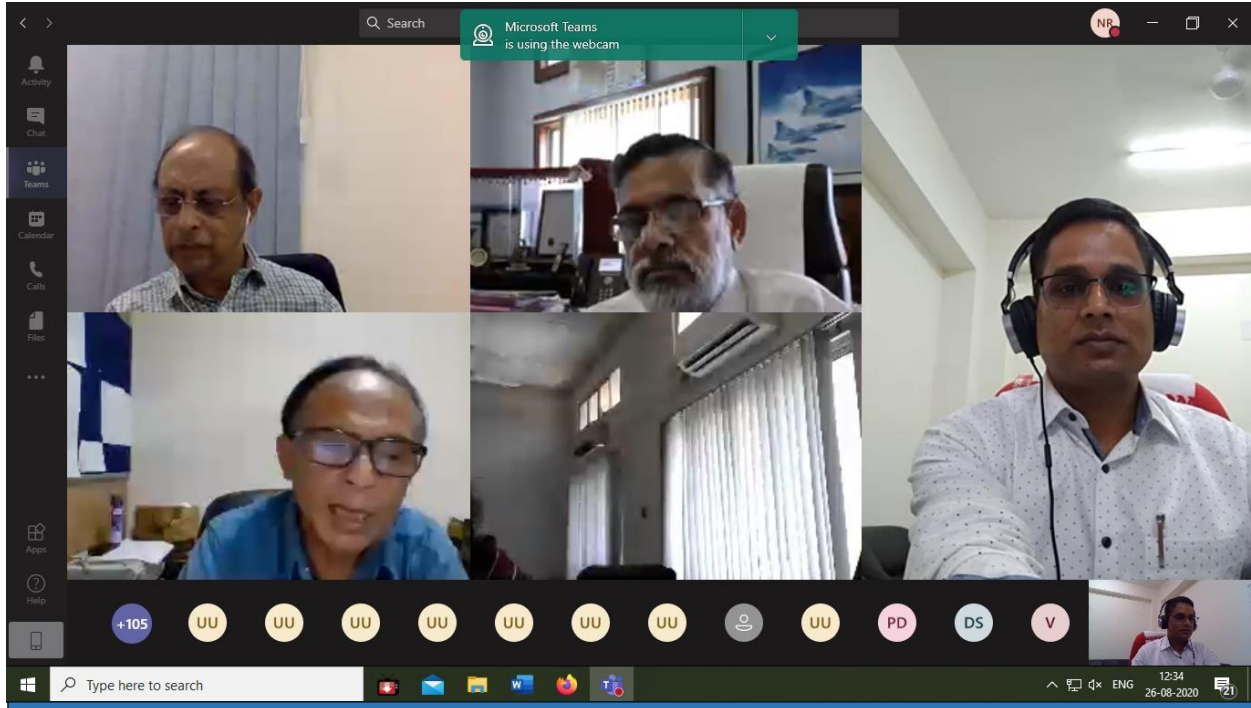 Search
Microsoft Teams
is using the webcam
NR
Activity
Chat
Teams
Calendar
Calls
Files
Apps
Help
+105
UU
UU
UU
UU
UU
UU
UU
UU
PD
DS
V
Type here to search
ENG
12:34
26-08-2020
21